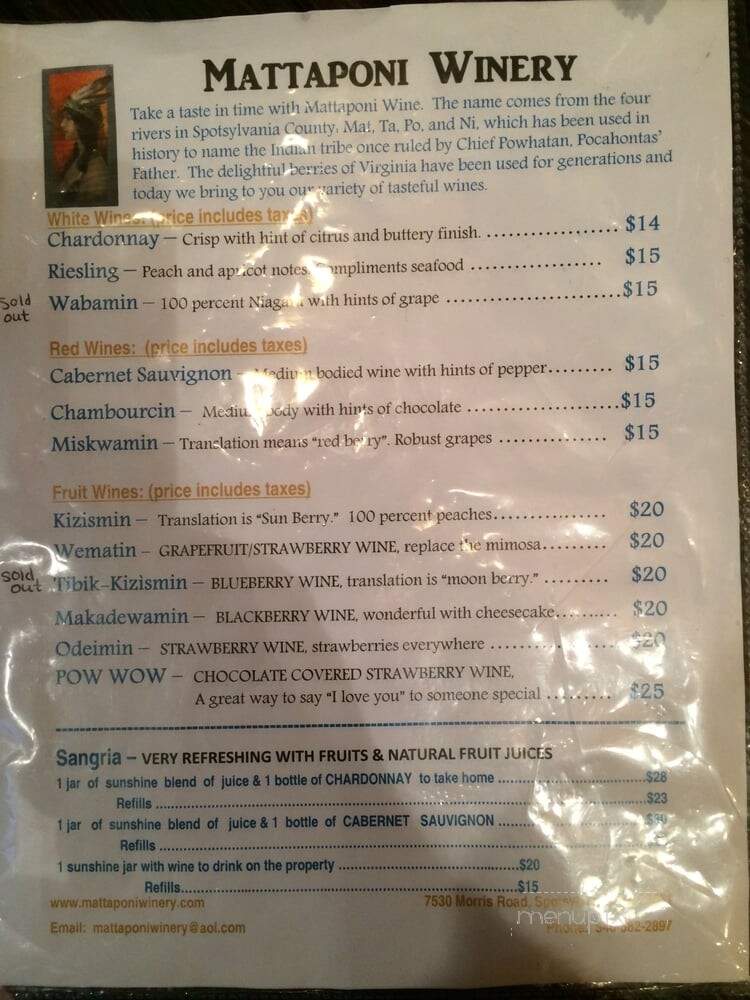 MATTAPONI WINERY
Take a taste in time with Mattaponi Wine. The name comes from the four
rivers in Spotsylvania County, Mat, Ta, Po, and Ni, which has been used in
history to name the Indian tribe once ruled by Chief Powhatan, Pocahontas'
Father. The delightful berries of Virginia have been used for generations and
today we bring to you our variety of tasteful wines.
White Wines: (price includes taxes)
Chardonnay – Crisp with hint of citrus and buttery finish. .................. $14
Riesling – Peach and apricot notes. Compliments seafood .................. $15
sold out
Wabamin – 100 percent Niagara with hints of grape ........................$15
Red Wines: (price includes taxes)
Cabernet Sauvignon – Medium bodied wine with hints of pepper......... $15
Chambourcin – Medium body with hints of chocolate .....................$15
Miskwamin – Translation means "red berry". Robust grapes ............... $15
Fruit Wines: (price includes taxes)
Kizismin – Translation is "Sun Berry." 100 percent peaches................ $20
Wematin – GRAPEFRUIT/STRAWBERRY WINE, replace the mimosa......... $20
sold out
Tibik-Kizismin – BLUEBERRY WINE, translation is "moon berry." ......... $20
Makadewamin – BLACKBERRY WINE, wonderful with cheesecake......... $20
Odeimin – STRAWBERRY WINE, strawberries everywhere .................. $20
POW WOW – CHOCOLATE COVERED STRAWBERRY WINE,
A great way to say "I love you" to someone special ......... $25
Sangria – VERY REFRESHING WITH FRUITS & NATURAL FRUIT JUICES
1 jar of sunshine blend of juice & 1 bottle of CHARDONNAY to take home ........................................$28
Refills ........................................$23
1 jar of sunshine blend of juice & 1 bottle of CABERNET SAUVIGNON ........................................
Refills ........................................
1 sunshine jar with wine to drink on the property ........................................$20
Refills........................................$15
www.mattaponiwinery.com
7530 Morris Road,
Email: mattaponiwinery@aol.com
Phone: 540-582-2897